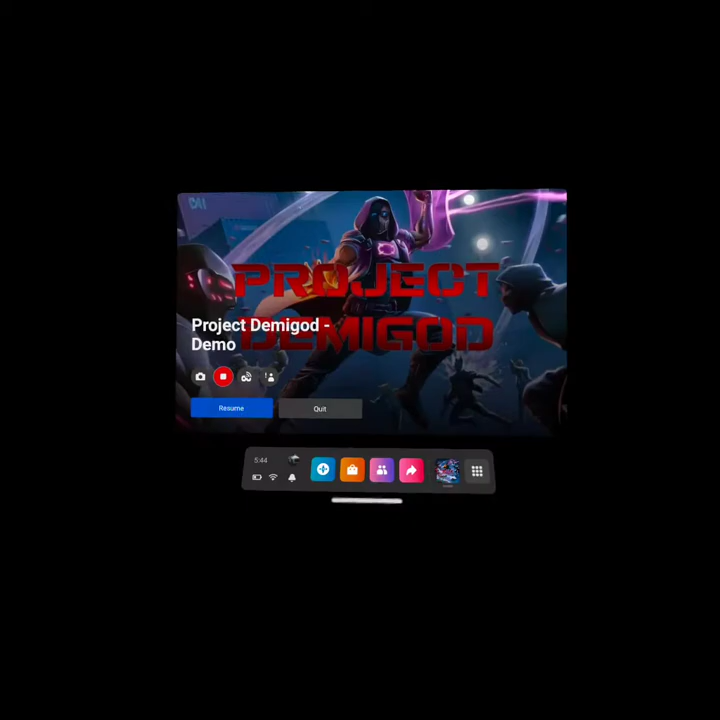 PROJECT
DEMIGOD
Project Demigod -
Demo
Resume
Quit
5:44